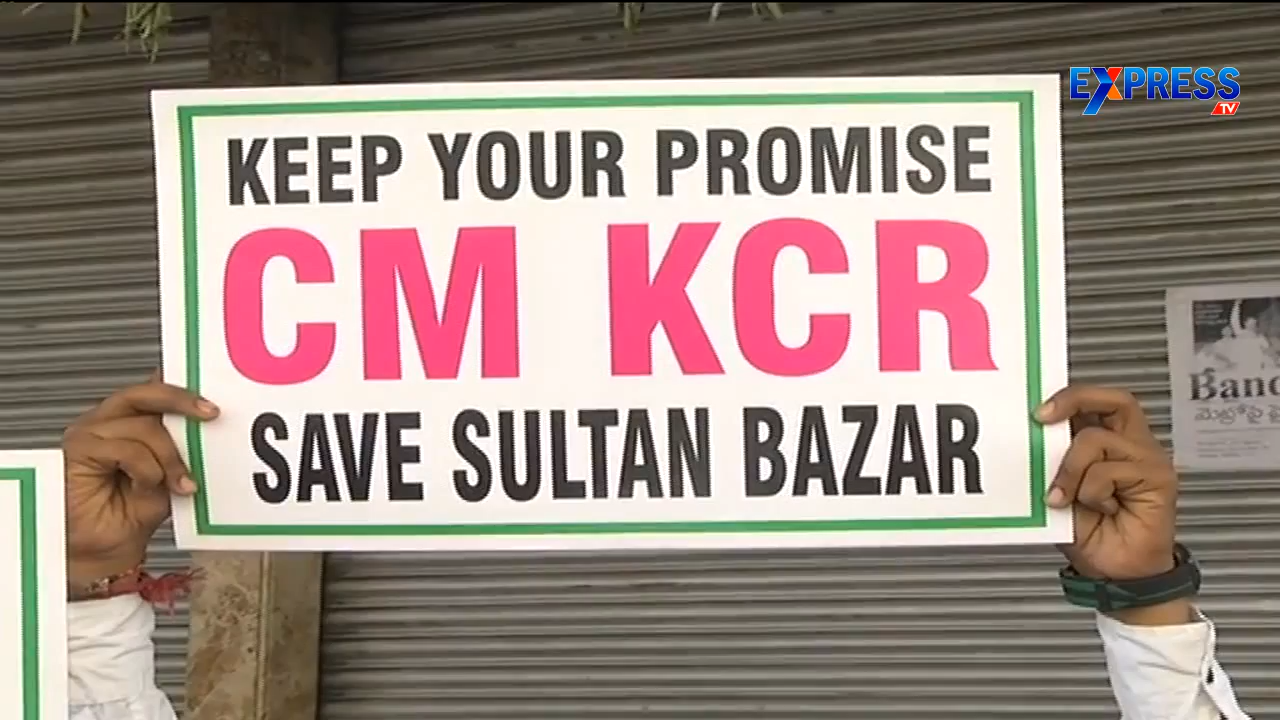 EXPRESS
TV
KEEP YOUR PROMISE
CM KCR
SAVE SULTAN BAZAR